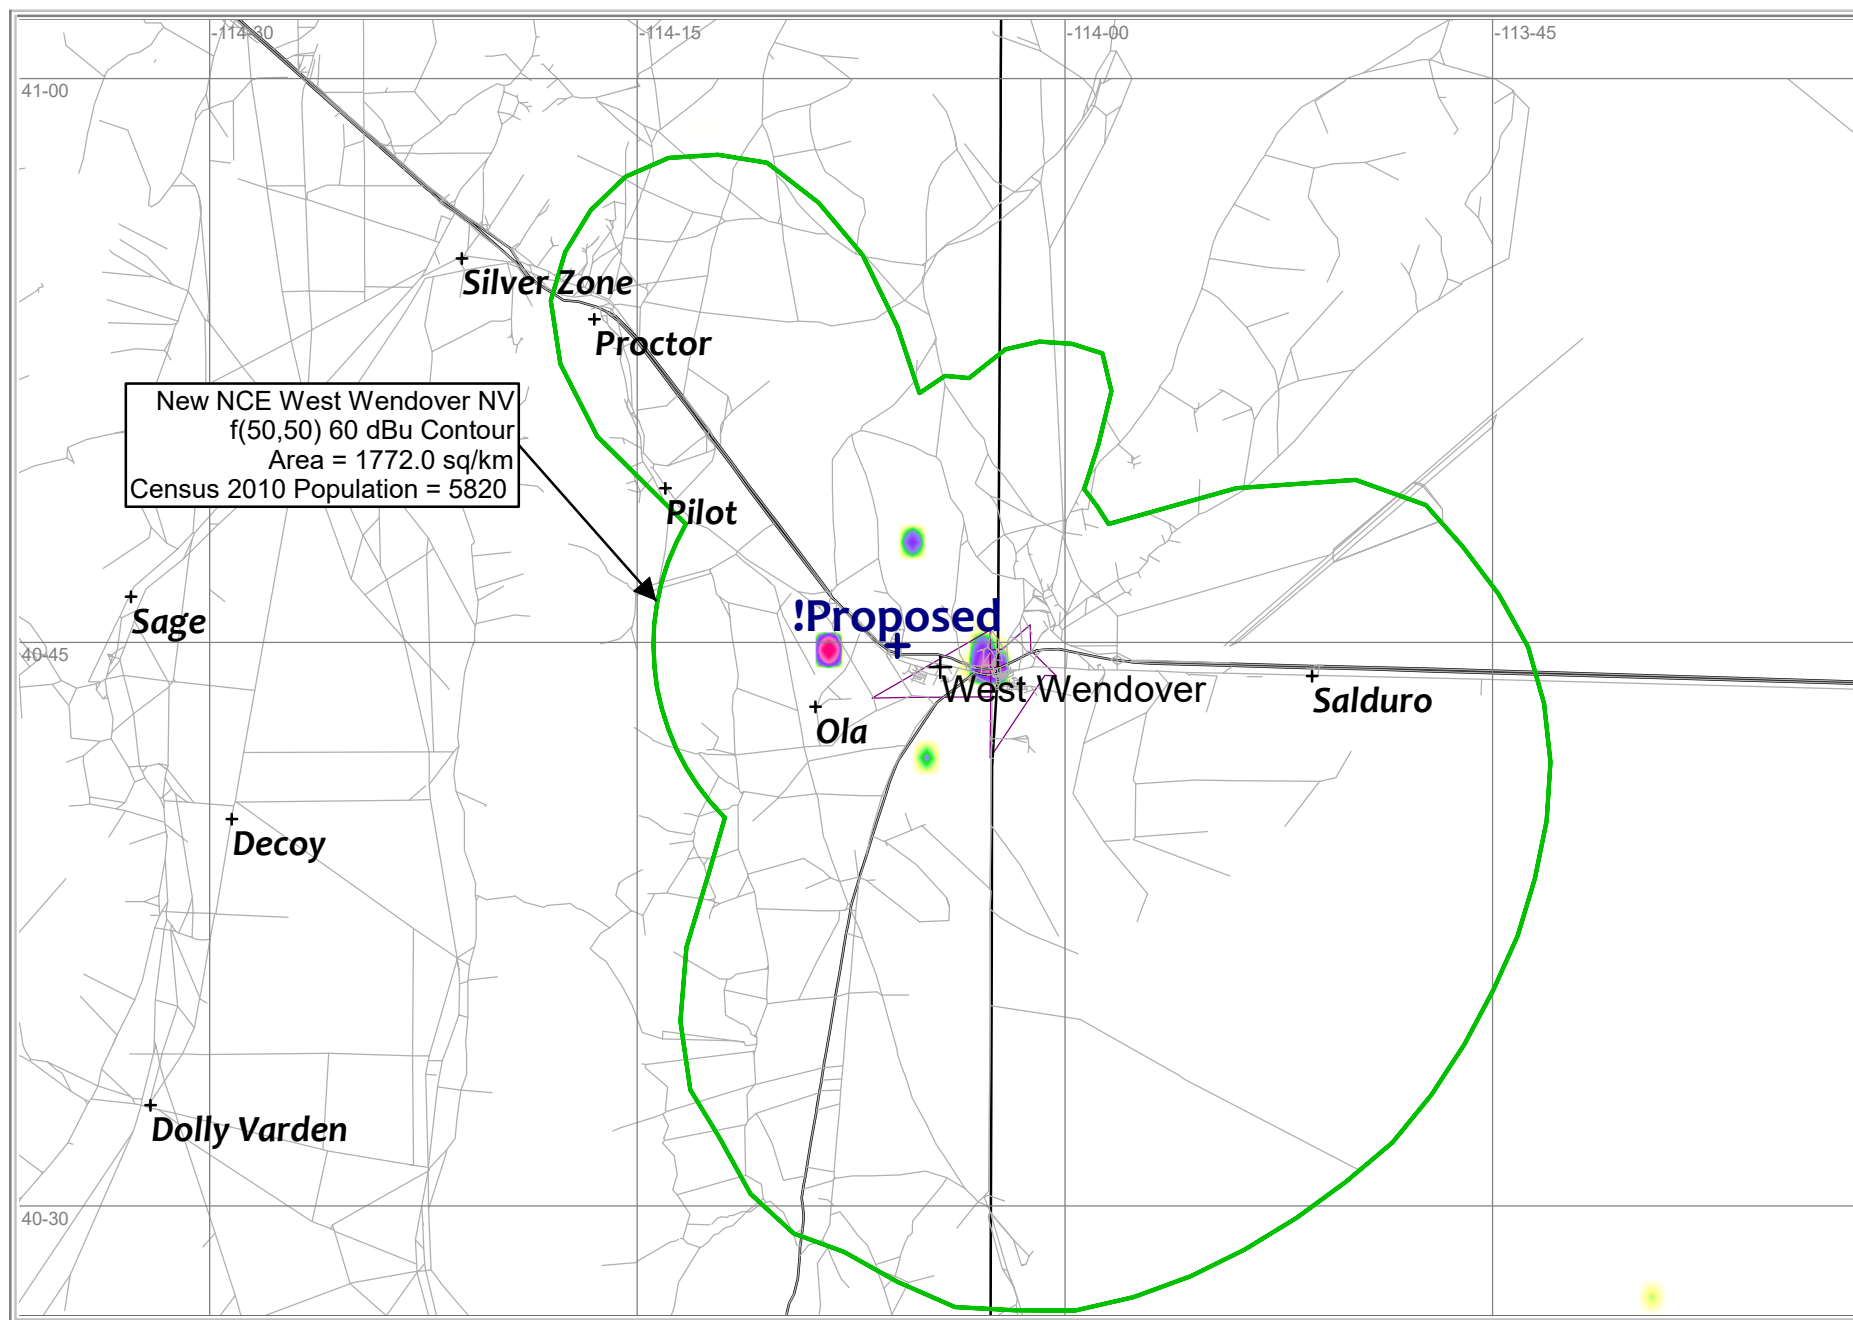 -114-30
-114-15
-114-00
-113-45
41-00
Silver Zone
Proctor
New NCE West Wendover NV
f(50,50) 60 dBu Contour
Area = 1772.0 sq/km
Census 2010 Population = 5820
Pilot
Sage
!Proposed
40-45
West Wendover
Salduro
Ola
Decoy
Dolly Varden
40-30